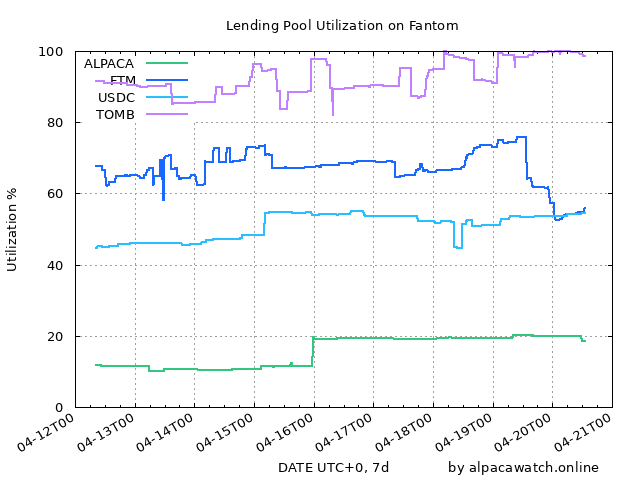 Lending Pool Utilization on Fantom
Utilization %
100
80
60
40
20
0
ALPACA
FTM
USDC
TOMB
04-12T00
04-13T00
04-14T00
04-15T00
04-16T00
04-17T00
04-18T00
04-19T00
04-20T00
04-21T00
DATE UTC+0, 7d
by alpacawatch.online